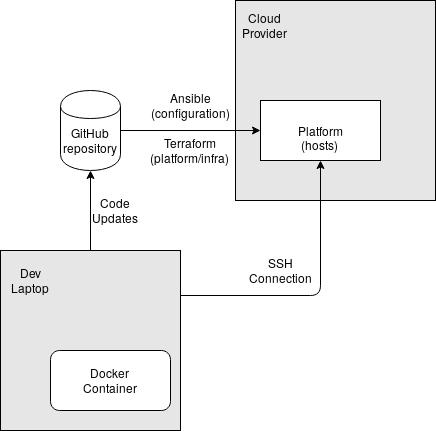 Cloud
Provider
Ansible
(configuration)
GitHub
repository
Platform
(hosts)
Terraform
(platform/infra)
Code
Updates
SSH
Connection
Dev
Laptop
Docker
Container